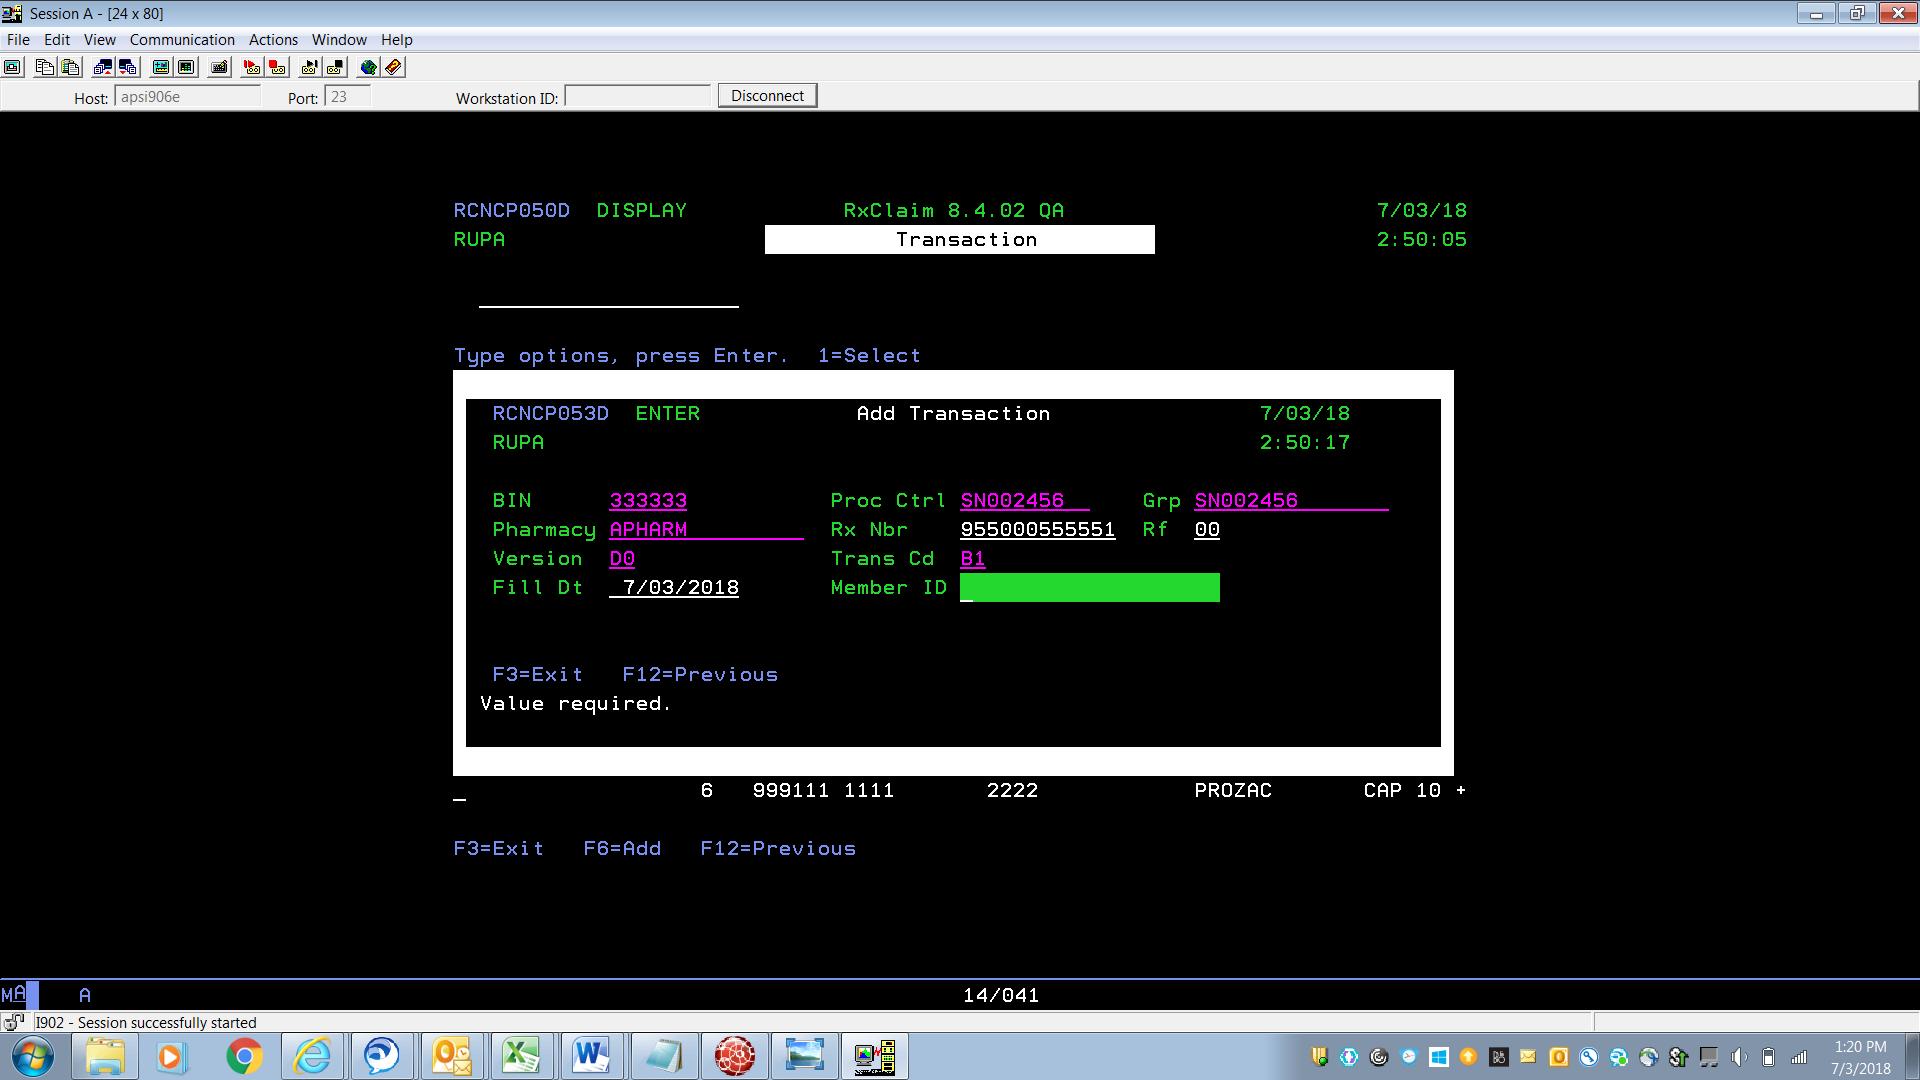 Session A - [24 x 80]
File Edit View Communication Actions Window Help
Host: apsi906e Port: 23 Workstation ID: Disconnect
RCNCP050D DISPLAY RxClaim 8.4.02 QA 7/03/18
RUPA Transaction 2:50:05
Type options, press Enter. 1=Select
RCNCP053D ENTER Add Transaction 7/03/18
RUPA 2:50:17
BIN 333333 Proc Ctrl SN002456 Grp SN002456
Pharmacy APHARM Rx Nbr 955000555551 Rf 00
Version D0 Trans Cd B1
Fill Dt 7/03/2018 Member ID
F3=Exit F12=Previous
Value required.
6 999111 1111 2222 PROZAC CAP 10 +
F3=Exit F6=Add F12=Previous
MA A 14/041
I902 - Session successfully started
1:20 PM
7/3/2018